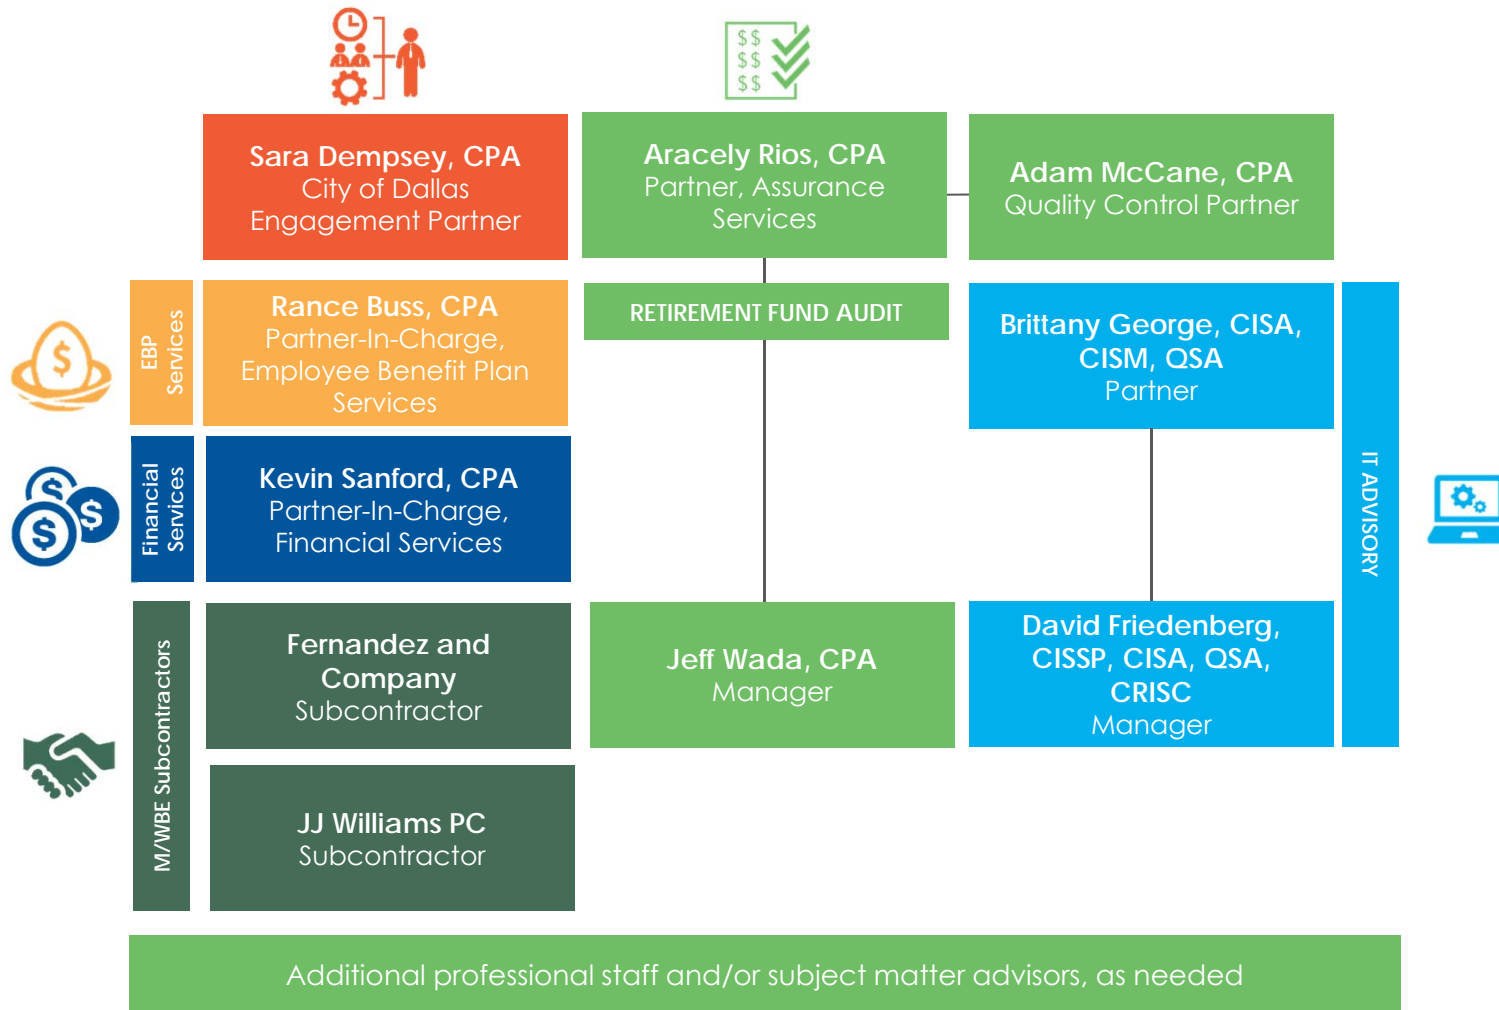 $$
$$
$$
Sara Dempsey, CPA
City of Dallas
Engagement Partner
Aracely Rios, CPA
Partner, Assurance
Services
Adam McCane, CPA
Quality Control Partner
$
EBP
Services
Rance Buss, CPA
Partner-In-Charge,
Employee Benefit Plan
Services
RETIREMENT FUND AUDIT
Brittany George, CISA,
CISM, QSA
Partner
$
$
$
Financial
Services
Kevin Sanford, CPA
Partner-In-Charge,
Financial Services
IT ADVISORY
M/WBE Subcontractors
Fernandez and
Company
Subcontractor
Jeff Wada, CPA
Manager
David Friedenberg,
CISSP, CISA, QSA,
CRISC
Manager
JJ Williams PC
Subcontractor
Additional professional staff and/or subject matter advisors, as needed